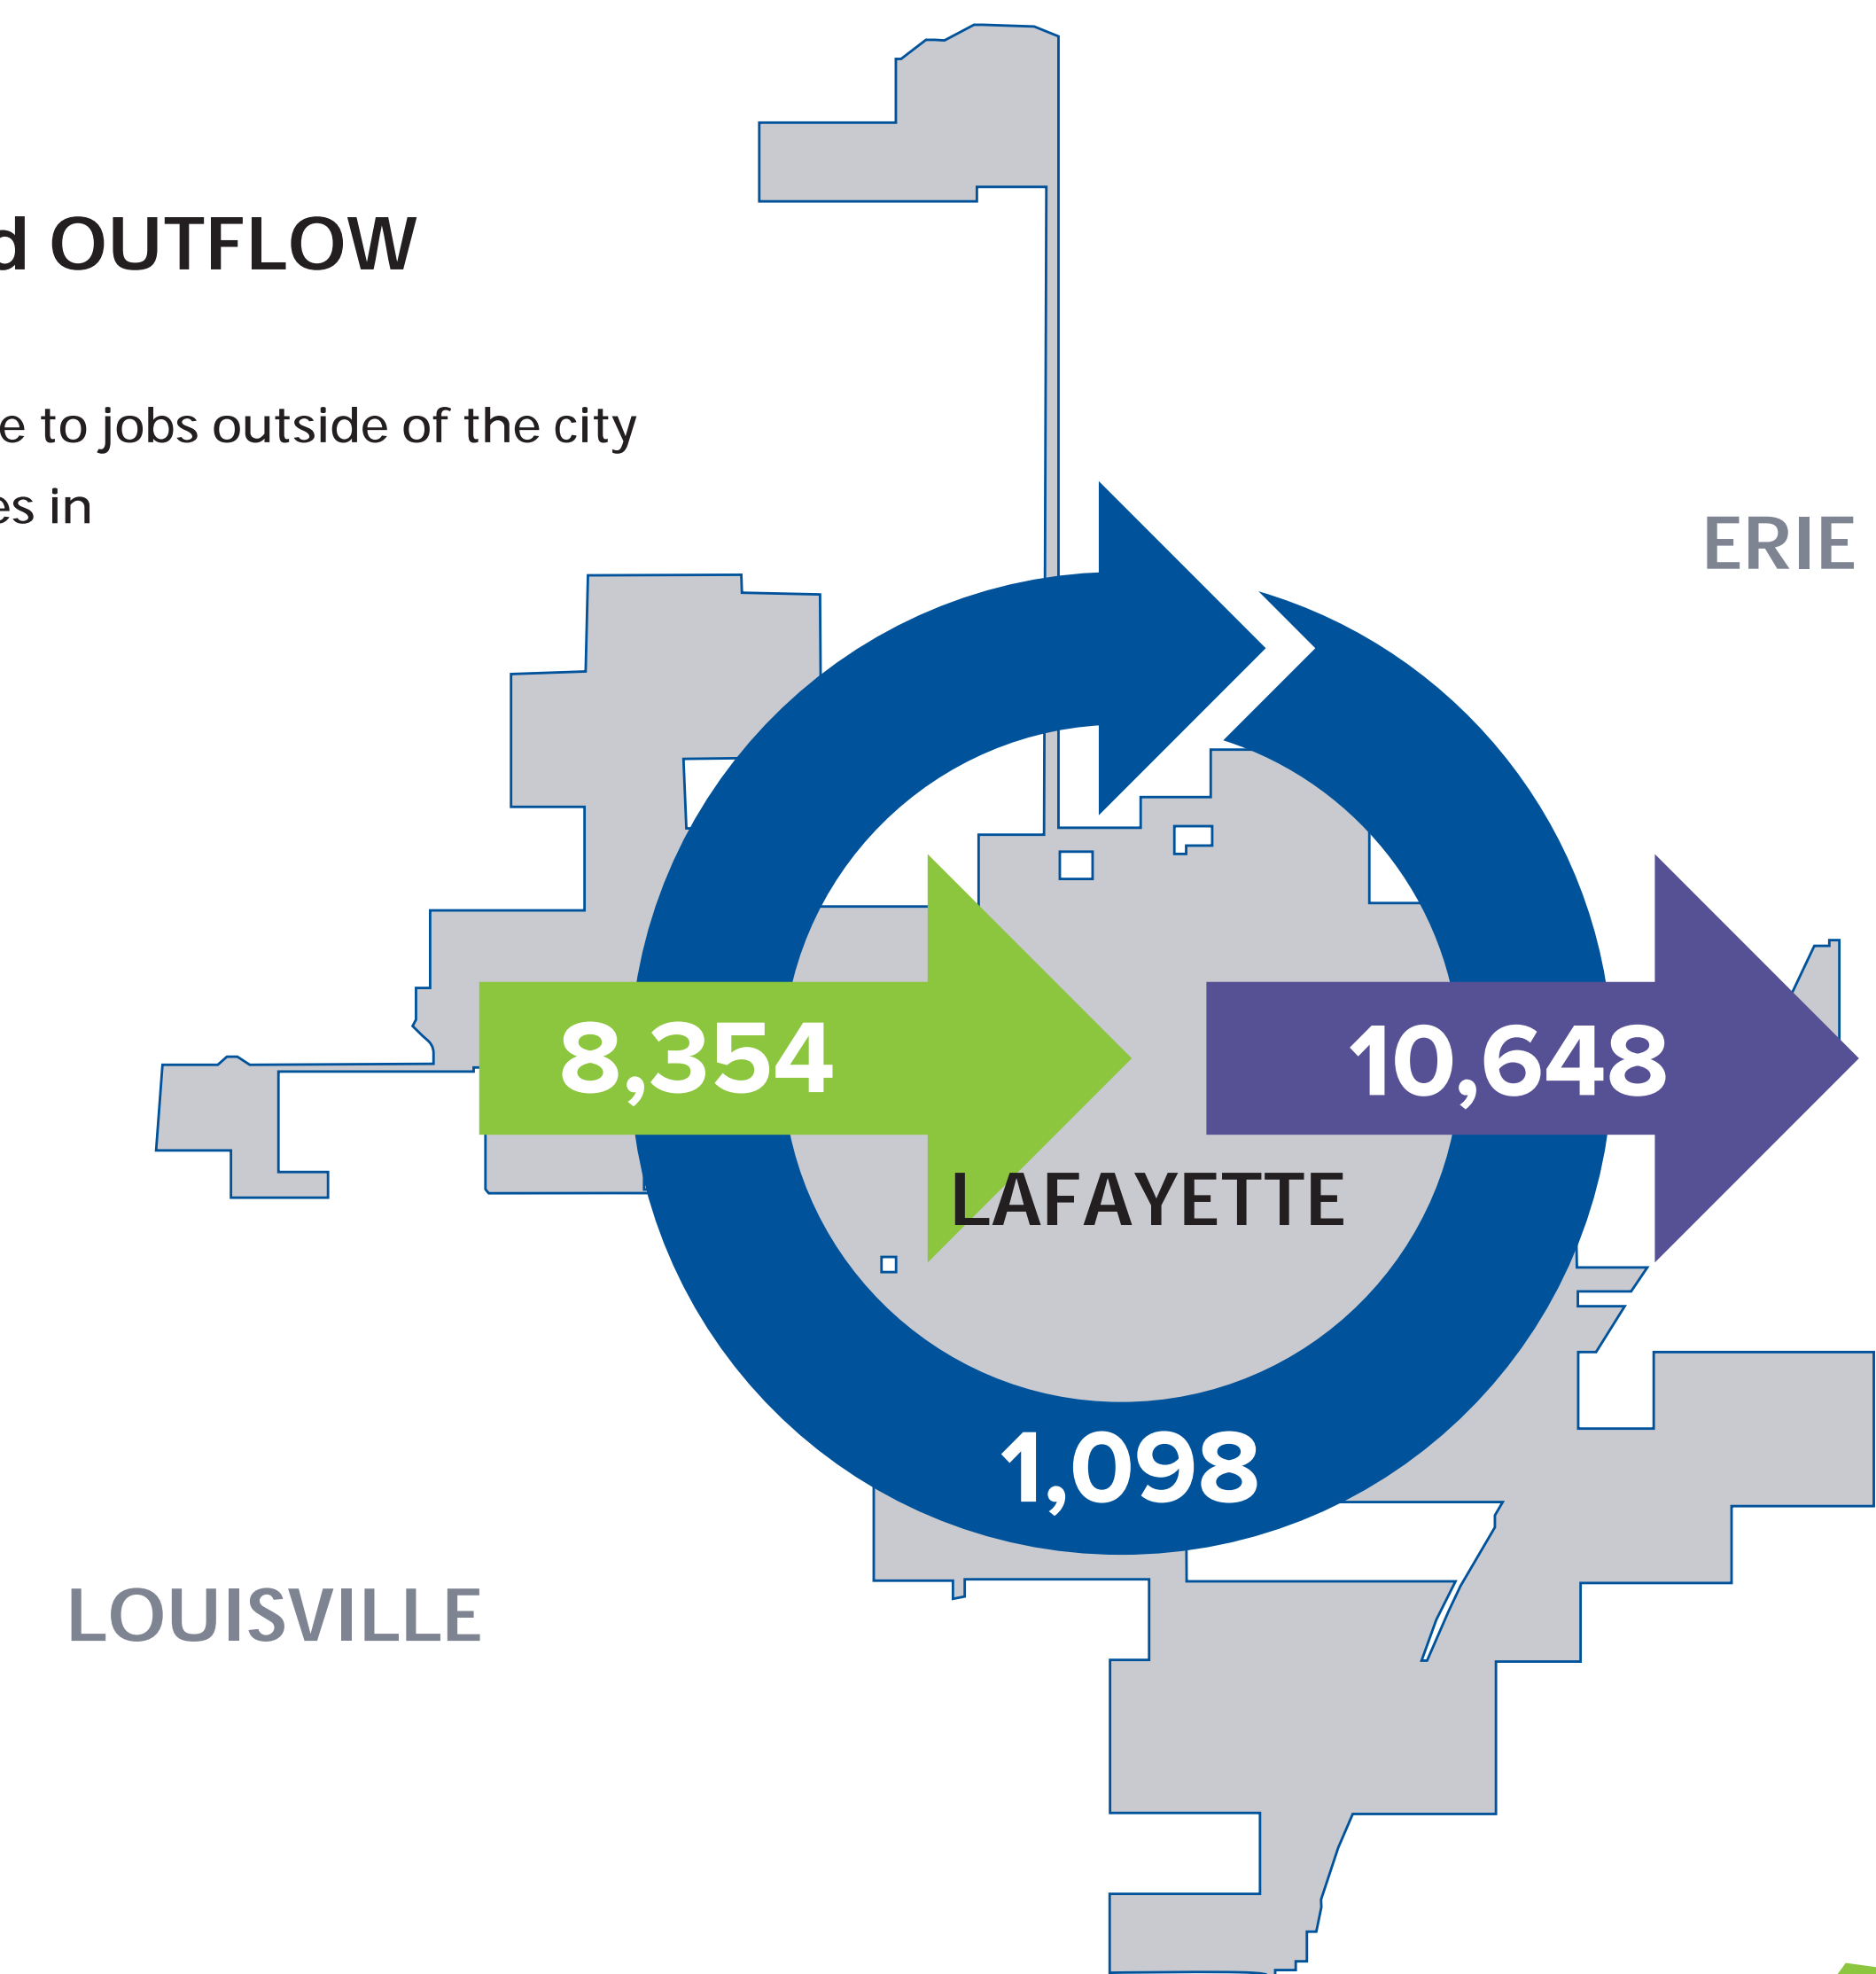 d OUTFLOW
e to jobs outside of the city
es in
ERIE
8,354
10,648
LAFAYETTE
1,098
LOUISVILLE